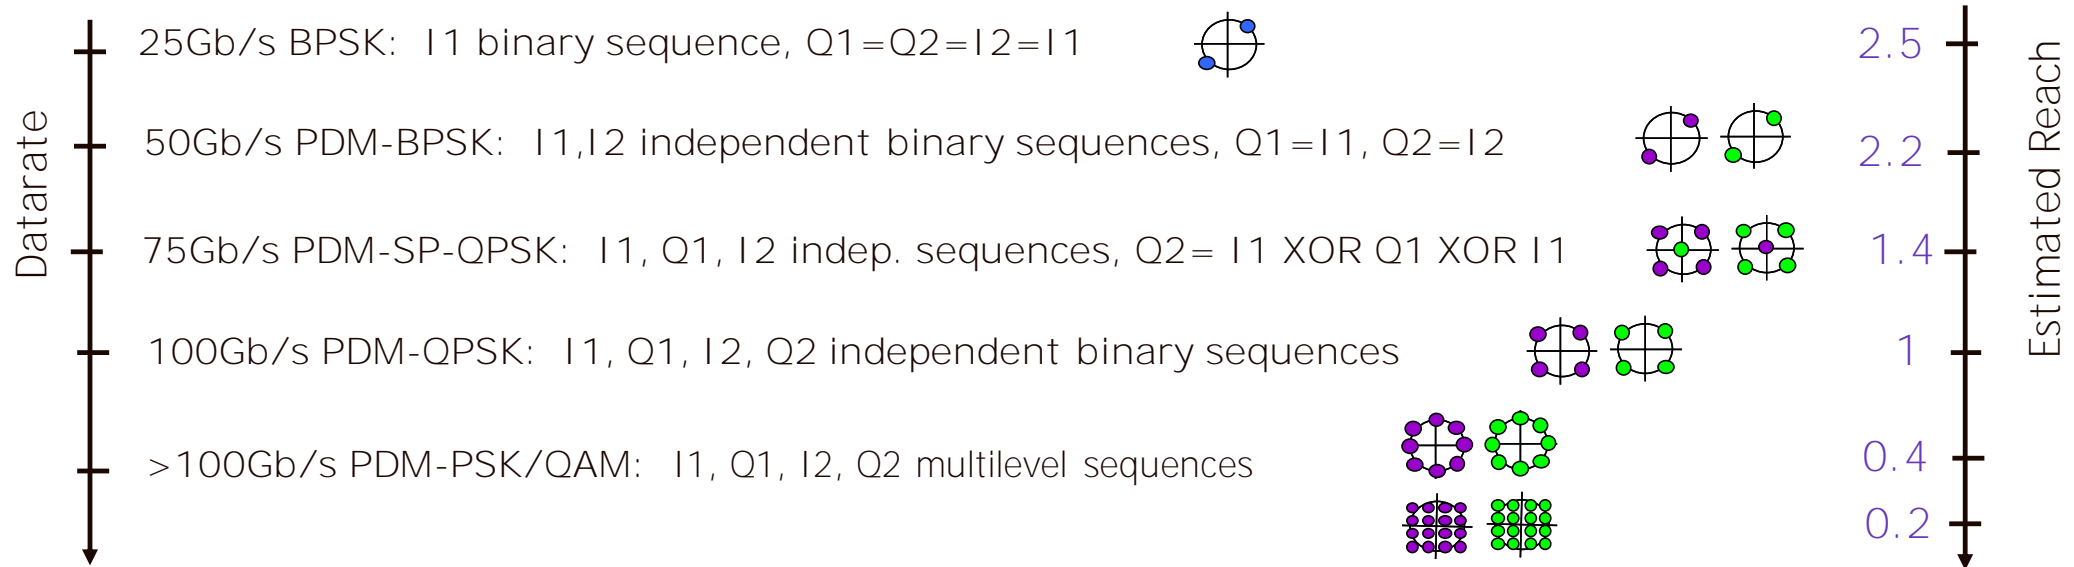 Datarate
25Gb/s BPSK: I1 binary sequence, Q1=Q2=I2=I1
2.5
50Gb/s PDM-BPSK: I1,I2 independent binary sequences, Q1=I1, Q2=I2
2.2
75Gb/s PDM-SP-QPSK: I1, Q1, I2 indep. sequences, Q2= I1 XOR Q1 XOR I1
1.4
100Gb/s PDM-QPSK: I1, Q1, I2, Q2 independent binary sequences
1
>100Gb/s PDM-PSK/QAM: I1, Q1, I2, Q2 multilevel sequences
0.4
0.2
Estimated Reach